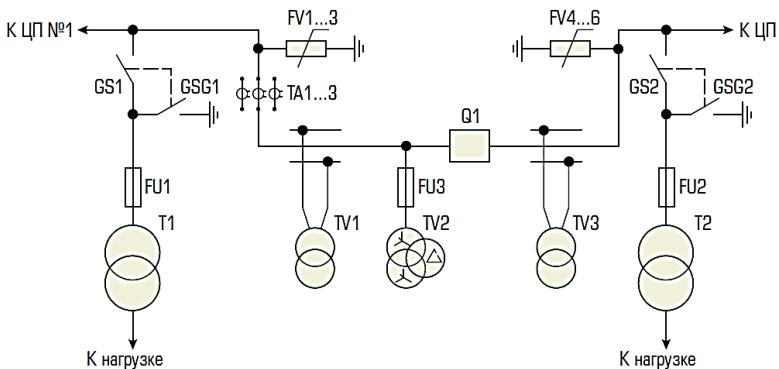 К ЦП №1
FV1...3
FV4...6
К ЦП
GS1
GSG1
TA1...3
Q1
GS2
GSG2
FU1
FU3
FU2
T1
TV1
TV2
TV3
T2
К нагрузке
К нагрузке